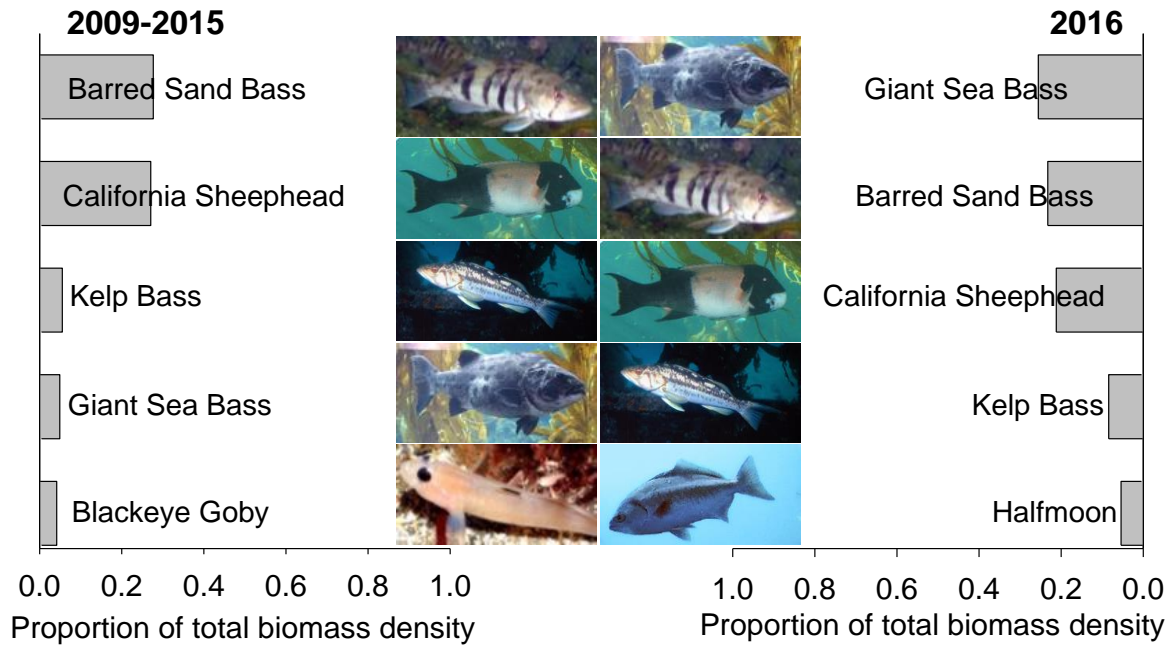 2009-2015
Barred Sand Bass
California Sheephead
Kelp Bass
Giant Sea Bass
Blackeye Goby
0.0 0.2 0.4 0.6 0.8 1.0
Proportion of total biomass density
2016
Giant Sea Bass
Barred Sand Bass
California Sheephead
Kelp Bass
Halfmoon
1.0 0.8 0.6 0.4 0.2 0.0
Proportion of total biomass density